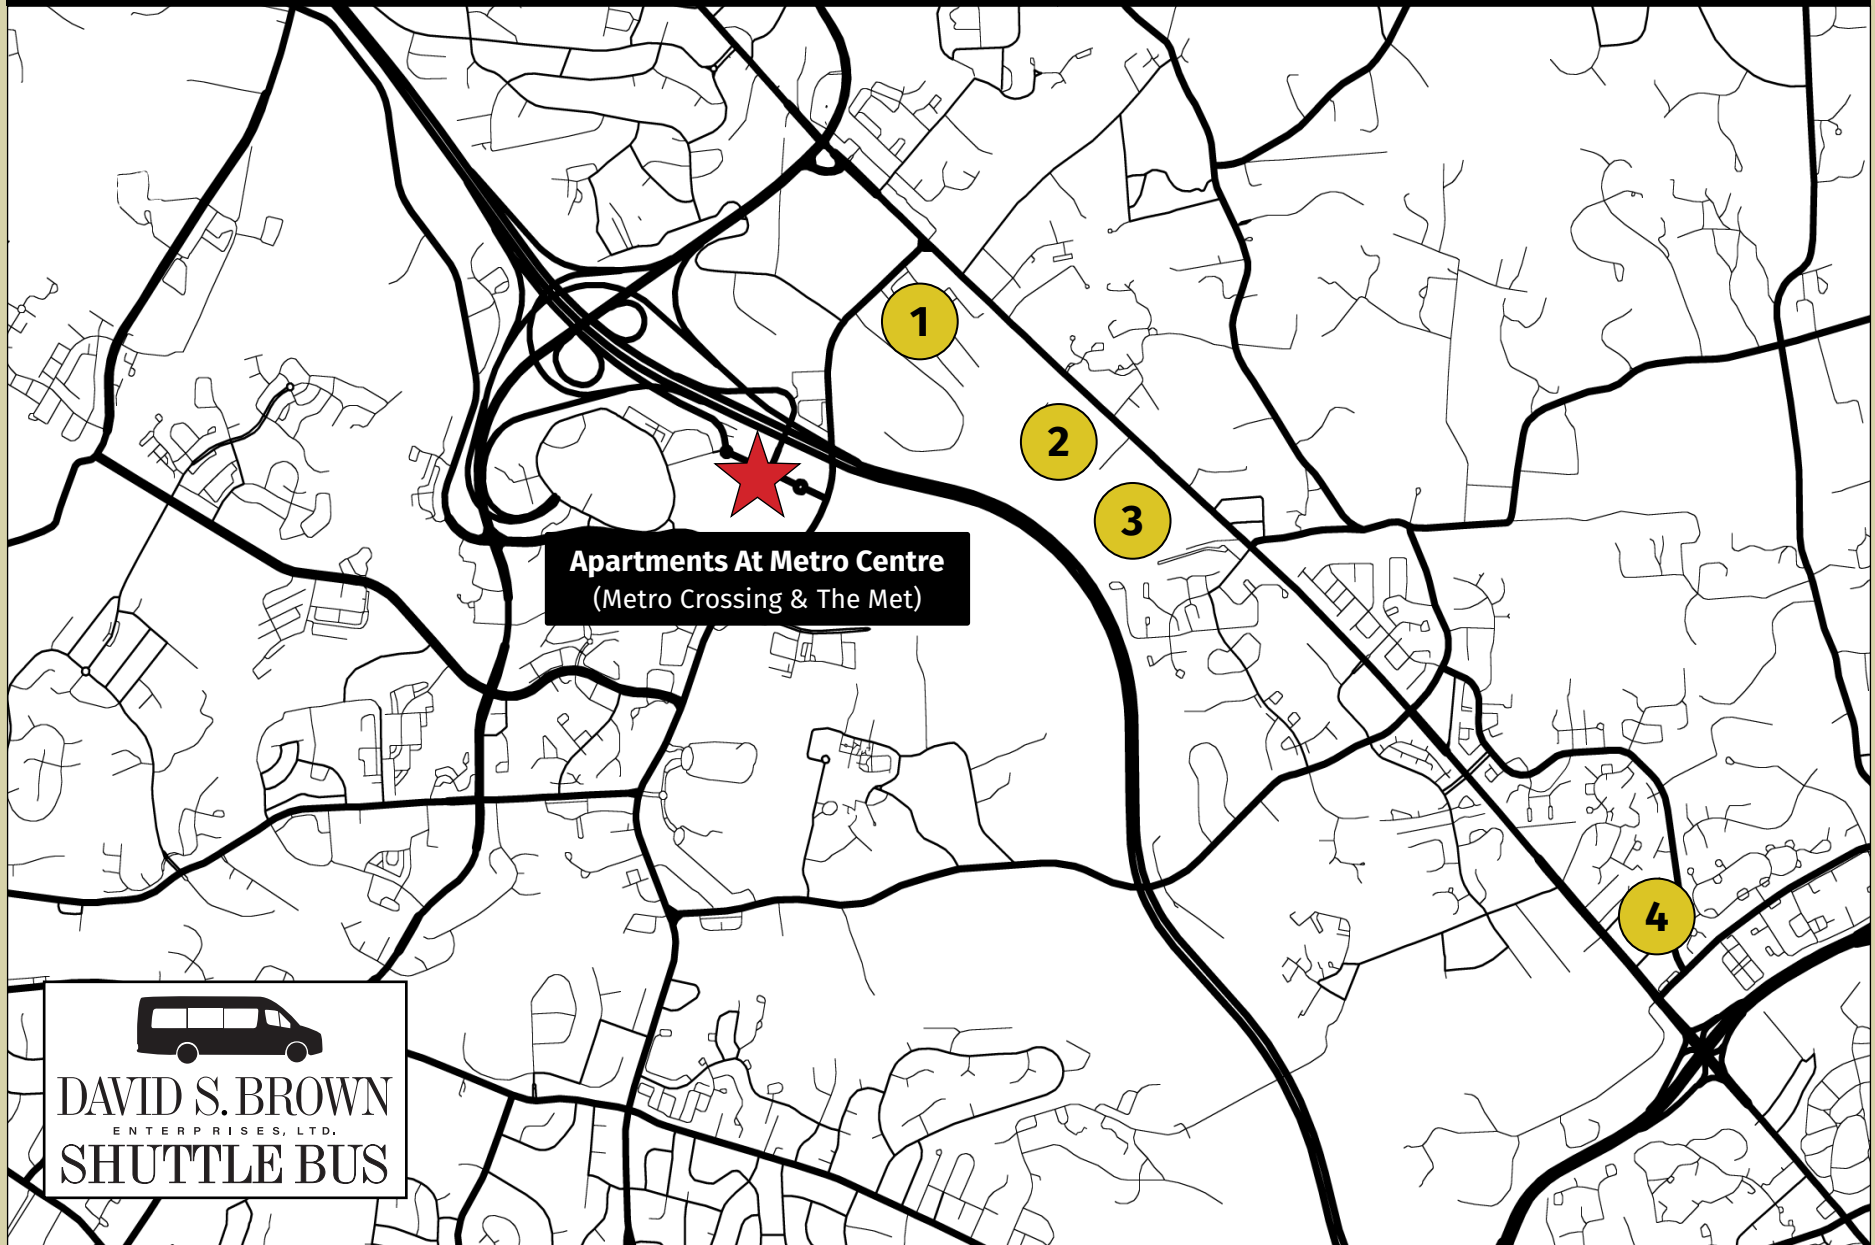 1
2
3
Apartments At Metro Centre
(Metro Crossing & The Met)
4
DAVID S. BROWN
ENTERPRISES, LTD.
SHUTTLE BUS